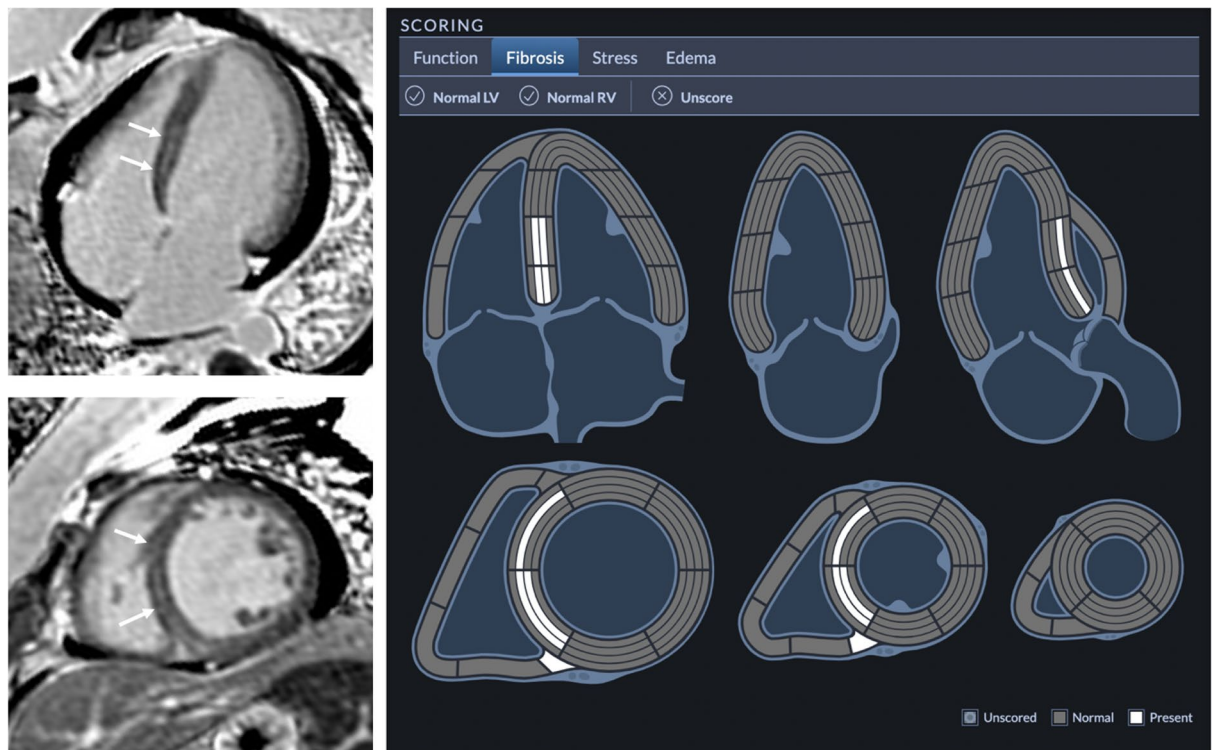 SCORING
Function Fibrosis Stress Edema
Normal LV Normal RV Unscore
Unscored Normal Present